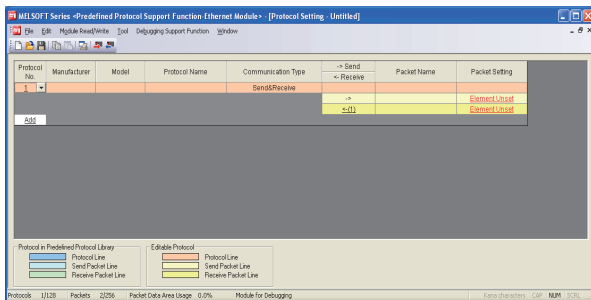 MELSOFT Series <Predefined Protocol Support Function-Ethernet Module> - [Protocol Setting - Untitled]
File Edit Module Read/Write Tool Debugging Support Function Window
Protocol No. Manufacturer Model Protocol Name Communication Type -> Send <- Receive Packet Name Packet Setting
1 Send&Receive
-> Element Unset
<-(1) Element Unset
Add
Protocol in Predefined Protocol Library Editable Protocol
Protocol Line Protocol Line
Send Packet Line Send Packet Line
Receive Packet Line Receive Packet Line
Protocols 1/128 Packets 2/256 Packet Data Area Usage 0.0% Module for Debugging Kana characters CAP NUM SCRL